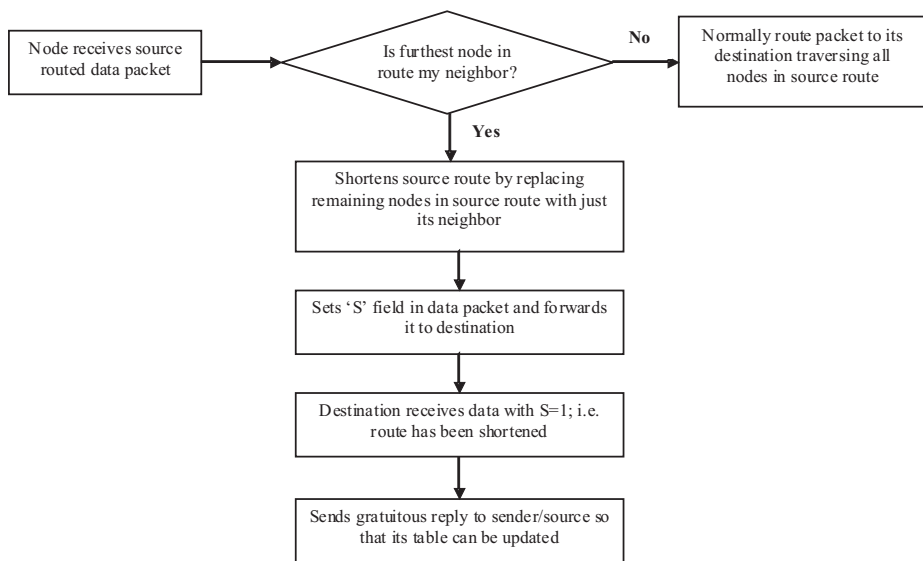 Node receives source
routed data packet
Is furthest node in
route my neighbor?
No
Normally route packet to its
destination traversing all
nodes in source route
Yes
Shortens source route by replacing
remaining nodes in source route with just
its neighbor
Sets ‘S’ field in data packet and forwards
it to destination
Destination receives data with S=1; i.e.
route has been shortened
Sends gratuitous reply to sender/source so
that its table can be updated